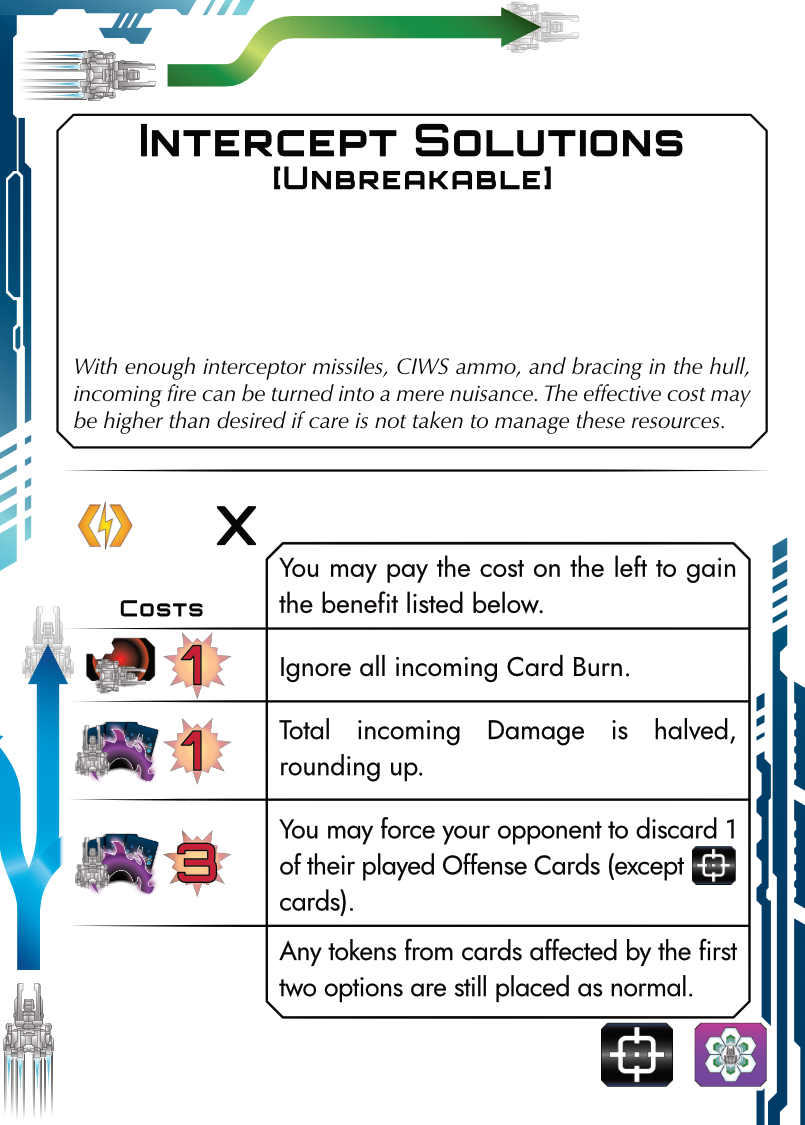 Intercept Solutions
[Unbreakable]
With enough interceptor missiles, CIWS ammo, and bracing in the hull,
incoming fire can be turned into a mere nuisance. The effective cost may
be higher than desired if care is not taken to manage these resources.
X
You may pay the cost on the left to gain
the benefit listed below.
Costs
1
Ignore all incoming Card Burn.
1
Total incoming Damage is halved,
rounding up.
3
You may force your opponent to discard 1
of their played Offense Cards (except
cards).
Any tokens from cards affected by the first
two options are still placed as normal.